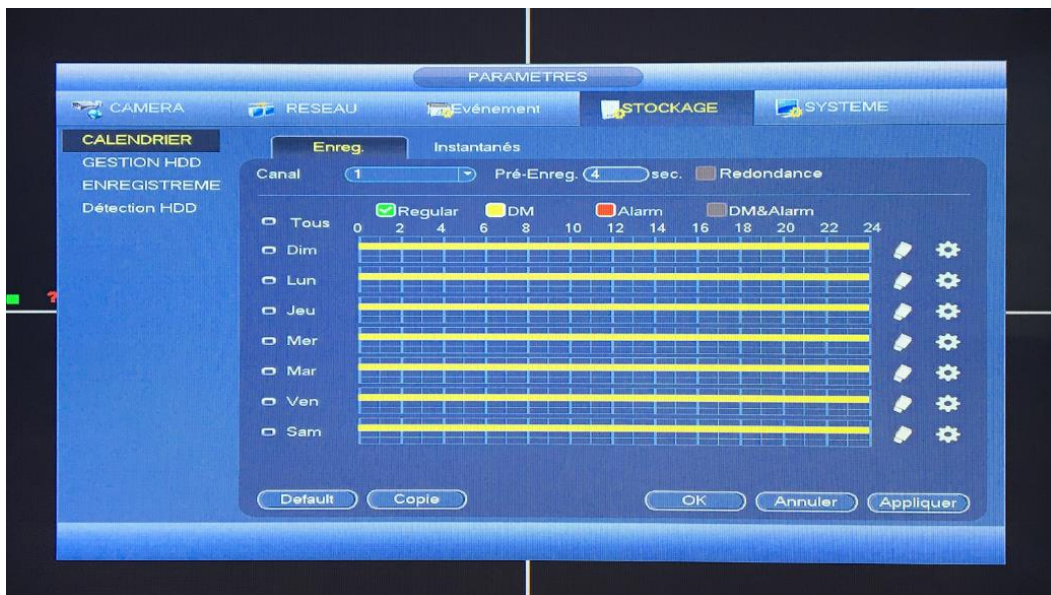 PARAMETRES
CAMERA RESEAU Evénement STOCKAGE SYSTEME
CALENDRIER
GESTION HDD
ENREGISTREME
Détection HDD
Enreg. Instantanés
Canal 1 Pré-Enreg. 4 sec. Redondance
Regular DM Alarm DM&Alarm
Tous 0 2 4 6 8 10 12 14 16 18 20 22 24
Dim
Lun
Jeu
Mer
Mar
Ven
Sam
Default Copie OK Annuler Appliquer
?